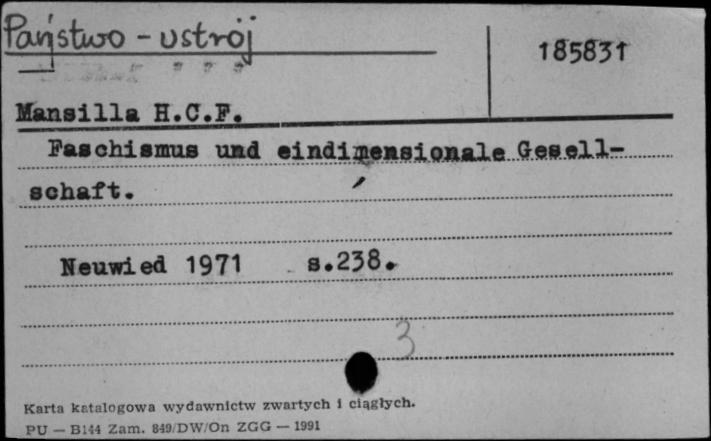 Państwo - ustrój
185831
Mansilla H.C.F.
Faschismus und eindimensionale Gesell-
schaft.
Neuwied 1971 s.238.
3
Karta katalogowa wydawnictw zwartych i ciągłych.
PU — B144 Zam. 849/DW/On ZGG — 1991